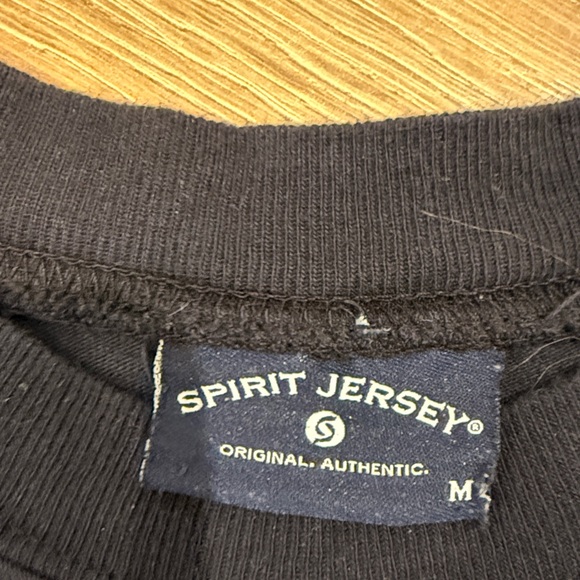 SPIRIT JERSEY®
S
ORIGINAL. AUTHENTIC.
M